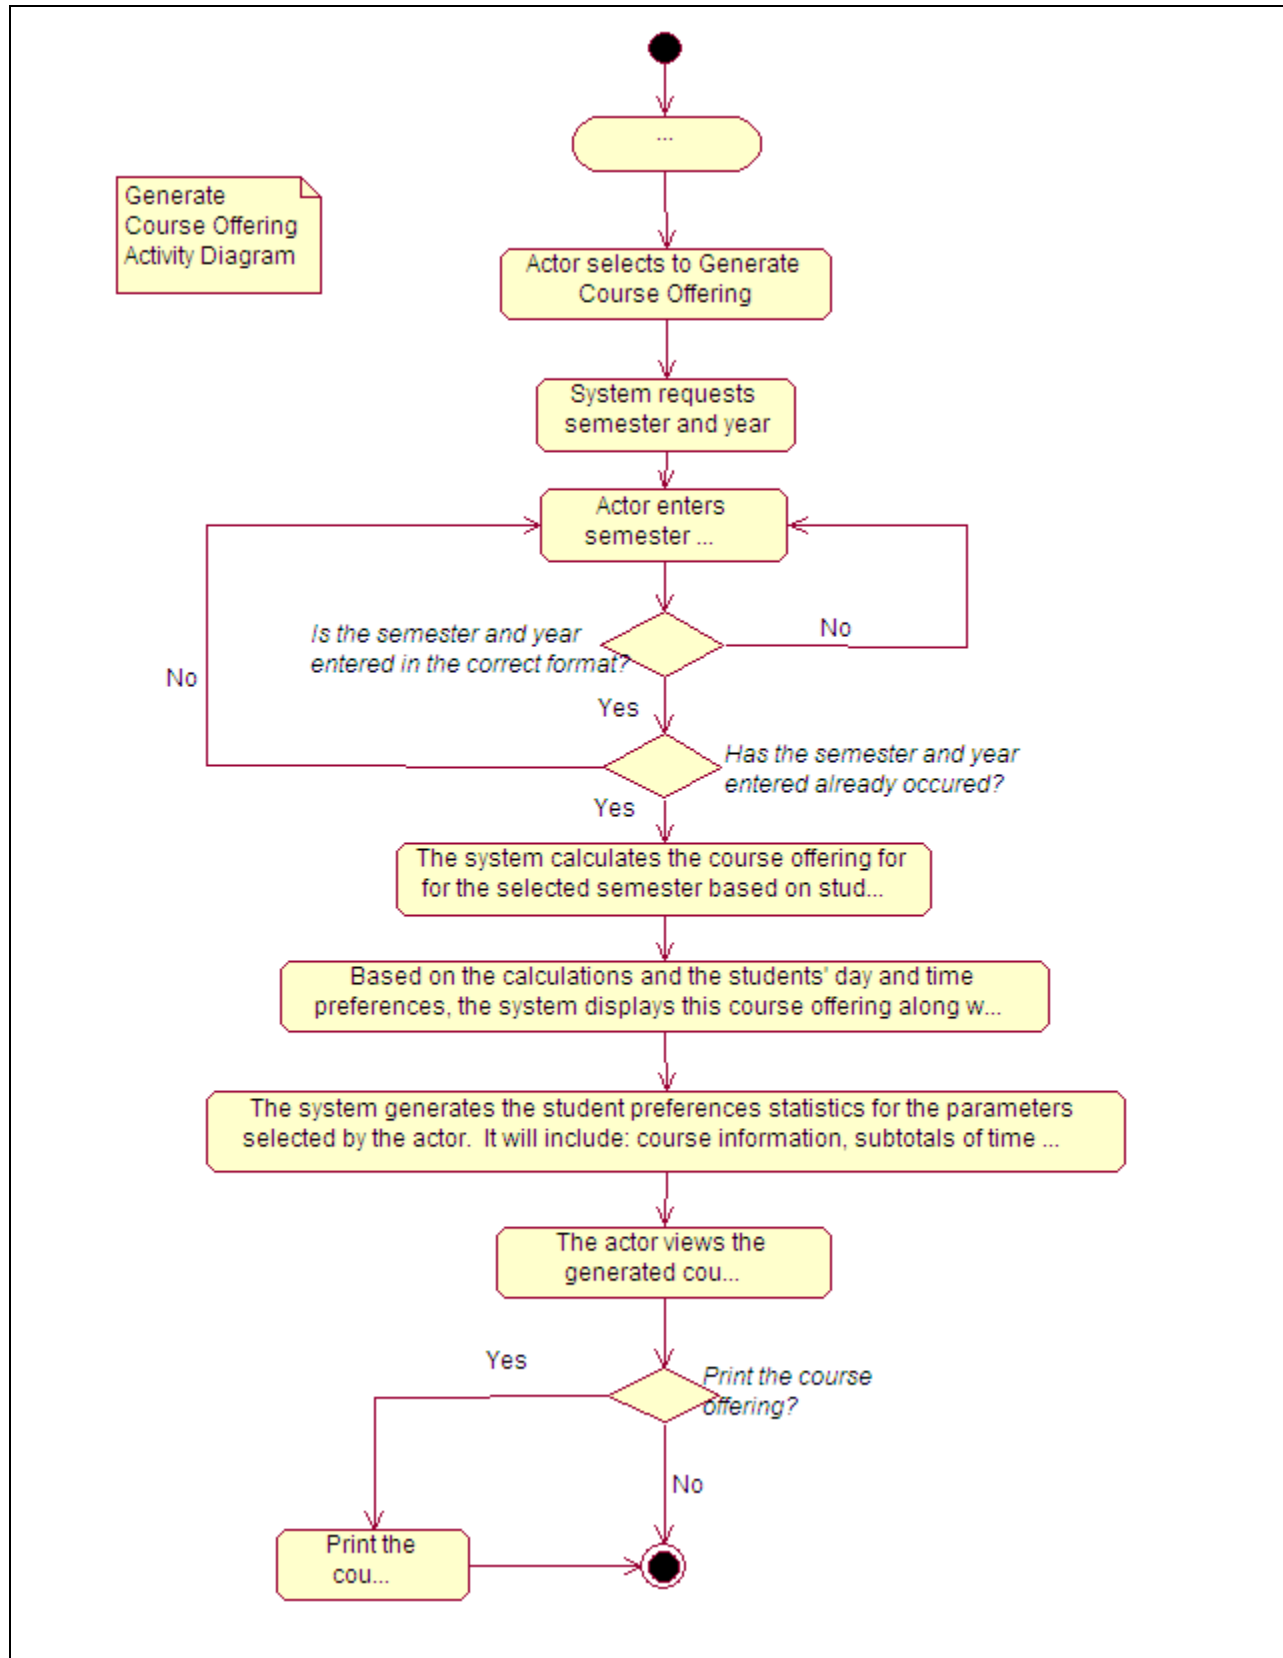 ...
Generate
Course Offering
Activity Diagram
Actor selects to Generate
Course Offering
System requests
semester and year
Actor enters
semester ...
Is the semester and year
entered in the correct format?
No
No
Yes
Has the semester and year
entered already occured?
Yes
The system calculates the course offering for
for the selected semester based on stud...
Based on the calculations and the students' day and time
preferences, the system displays this course offering along w...
The system generates the student preferences statistics for the parameters
selected by the actor.  It will include: course information, subtotals of time ...
The actor views the
generated cou...
Yes
Print the course
offering?
No
Print the
cou...